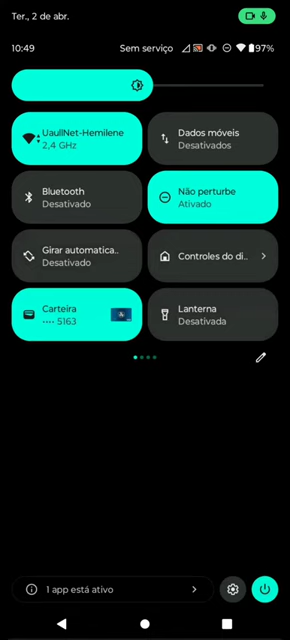 Ter., 2 de abr.
10:49
Sem serviço
97%
UaullNet-Hemilene
2,4 GHz
Dados móveis
Desativados
Bluetooth
Desativado
Não perturbe
Ativado
Girar automatica..
Desativado
Controles do di..
Carteira
•••• 5163
Lanterna
Desativada
1 app está ativo